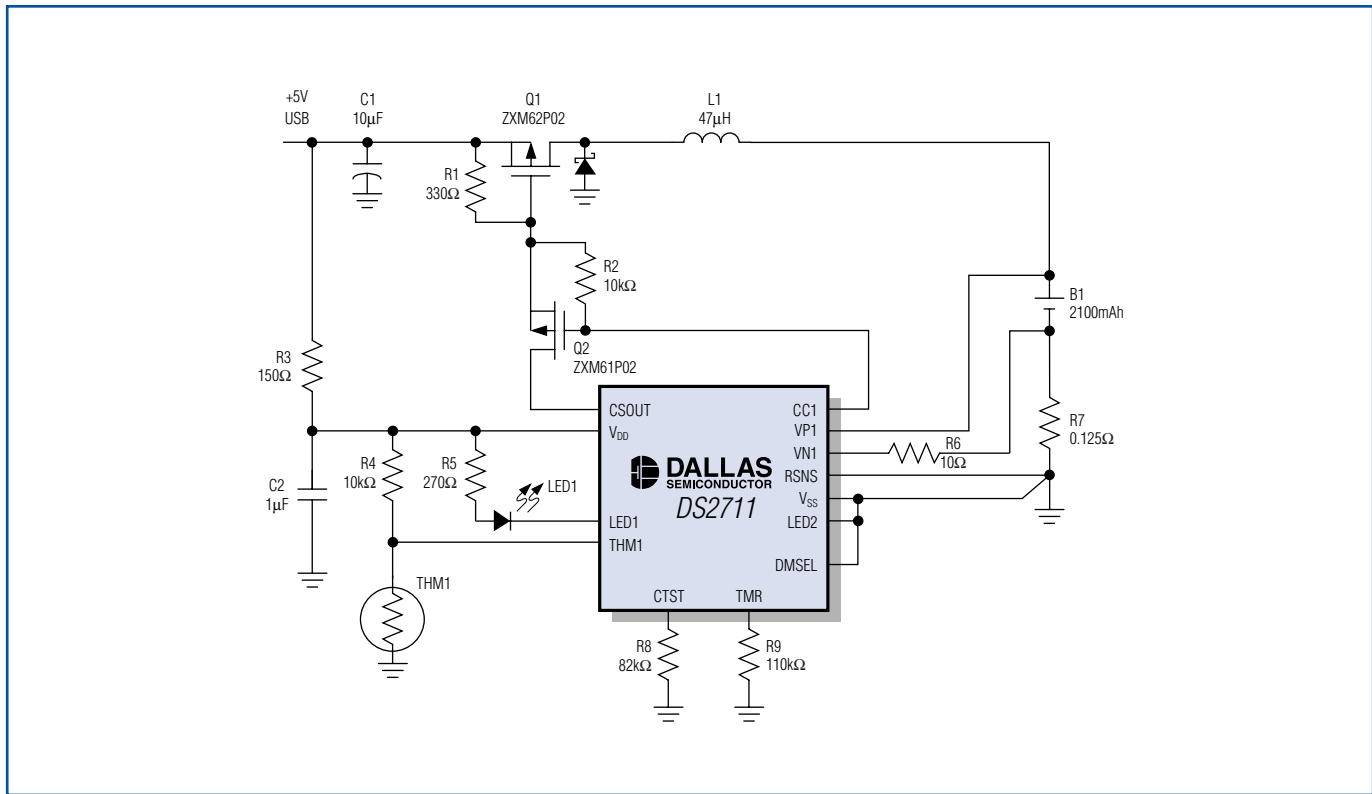 +5V
USB
C1
10µF
Q1
ZXM62P02
L1
47µH
R1
330Ω
R2
10kΩ
B1
2100mAh
Q2
ZXM61P02
R3
150Ω
CSOUT
CC1
R7
0.125Ω
VDD
VP1
R4
10kΩ
R5
270Ω
VN1
R6
10Ω
DALLAS
SEMICONDUCTOR
DS2711
RSNS
LED1
VSS
C2
1µF
LED1
LED2
THM1
DMSEL
THM1
CTST
TMR
R8
82kΩ
R9
110kΩ